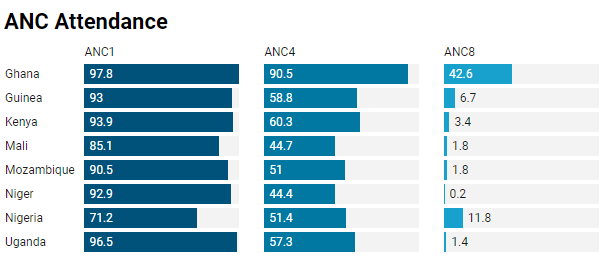 ANC Attendance
ANC1 ANC4 ANC8
Ghana 97.8 90.5 42.6
Guinea 93 58.8 6.7
Kenya 93.9 60.3 3.4
Mali 85.1 44.7 1.8
Mozambique 90.5 51 1.8
Niger 92.9 44.4 0.2
Nigeria 71.2 51.4 11.8
Uganda 96.5 57.3 1.4